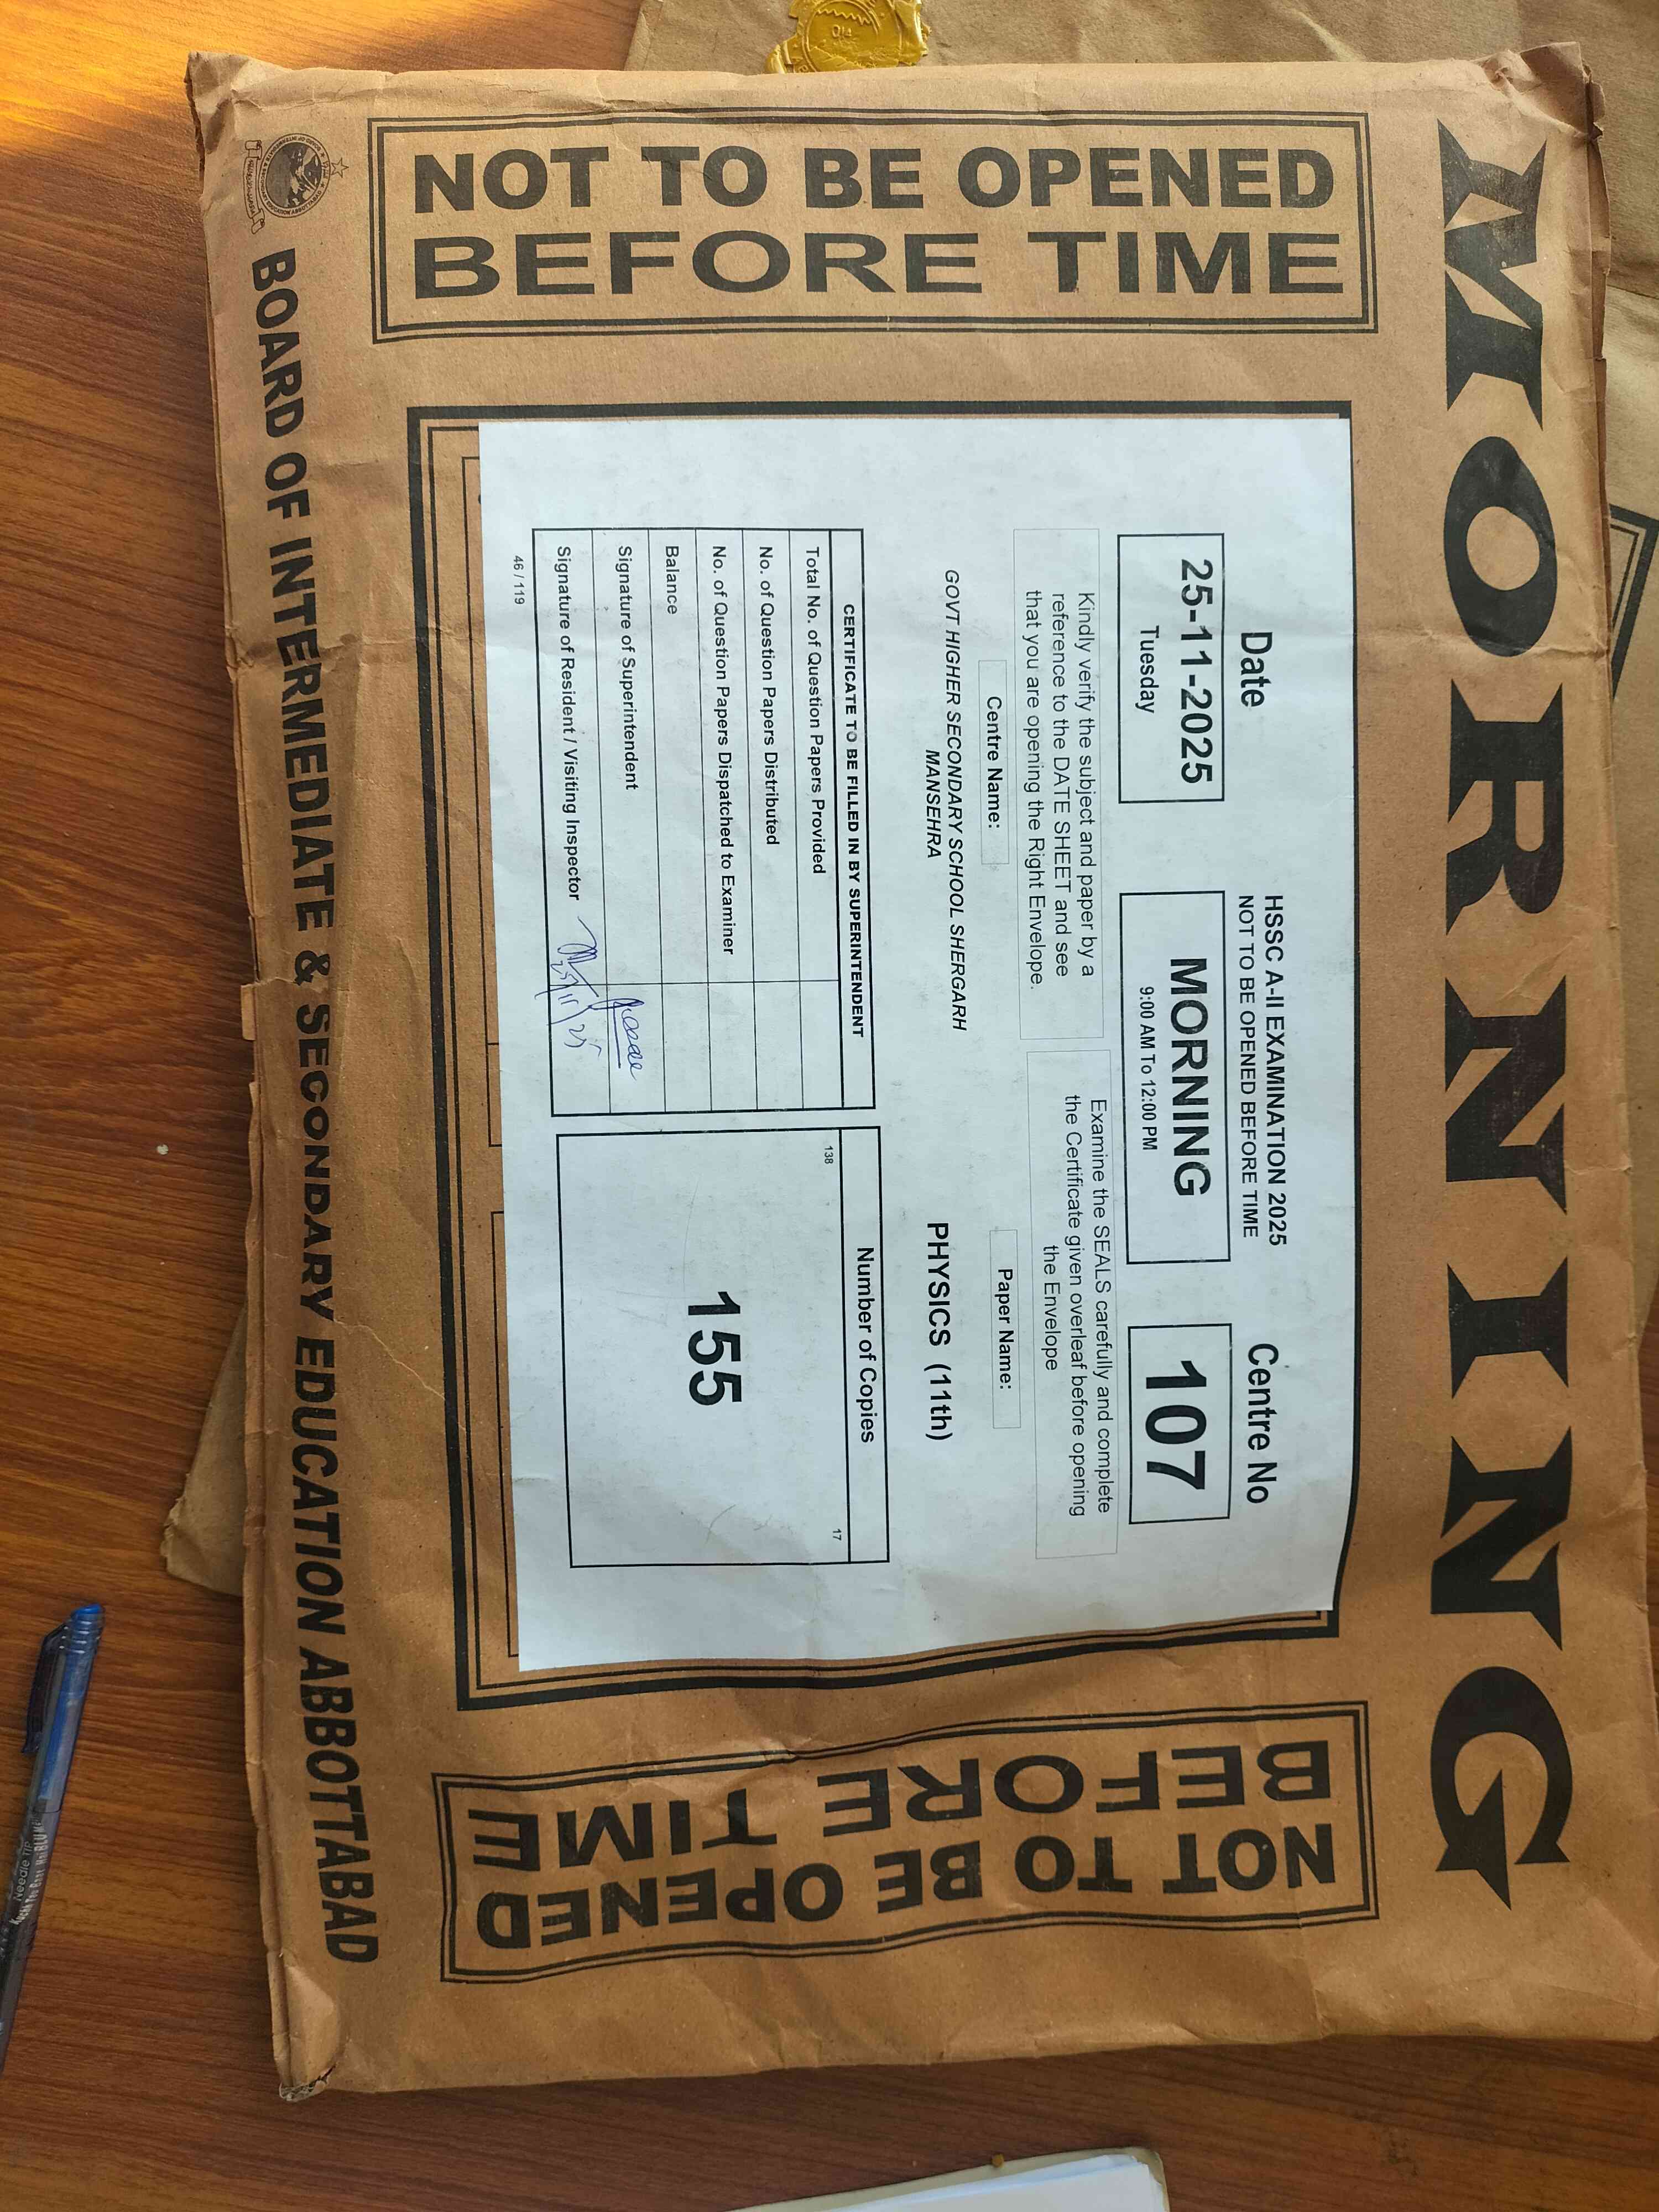 MORNING
NOT TO BE OPENED
BEFORE TIME
Date
25-11-2025
Tuesday
HSSC A-II EXAMINATION 2025
NOT TO BE OPENED BEFORE TIME
MORNING
9:00 AM To 12:00 PM
Centre No
107
Kindly verify the subject and paper by a
reference to the DATE SHEET and see
that you are opening the Right Envelope.
Examine the SEALS carefully and complete
the Certificate given overleaf before opening
the Envelope
Centre Name:
GOVT HIGHER SECONDARY SCHOOL SHERGARH
MANSEHRA
Paper Name:
PHYSICS (11th)
CERTIFICATE TO BE FILLED IN BY SUPERINTENDENT
Total No. of Question Papers Provided
No. of Question Papers Distributed
No. of Question Papers Dispatched to Examiner
Balance
Signature of Superintendent
Signature of Resident / Visiting Inspector
25/11/25
46 / 119
Number of Copies
138
17
155
NOT TO BE OPENED
BEFORE TIME
BOARD OF INTERMEDIATE & SECONDARY EDUCATION ABBOTTABAD